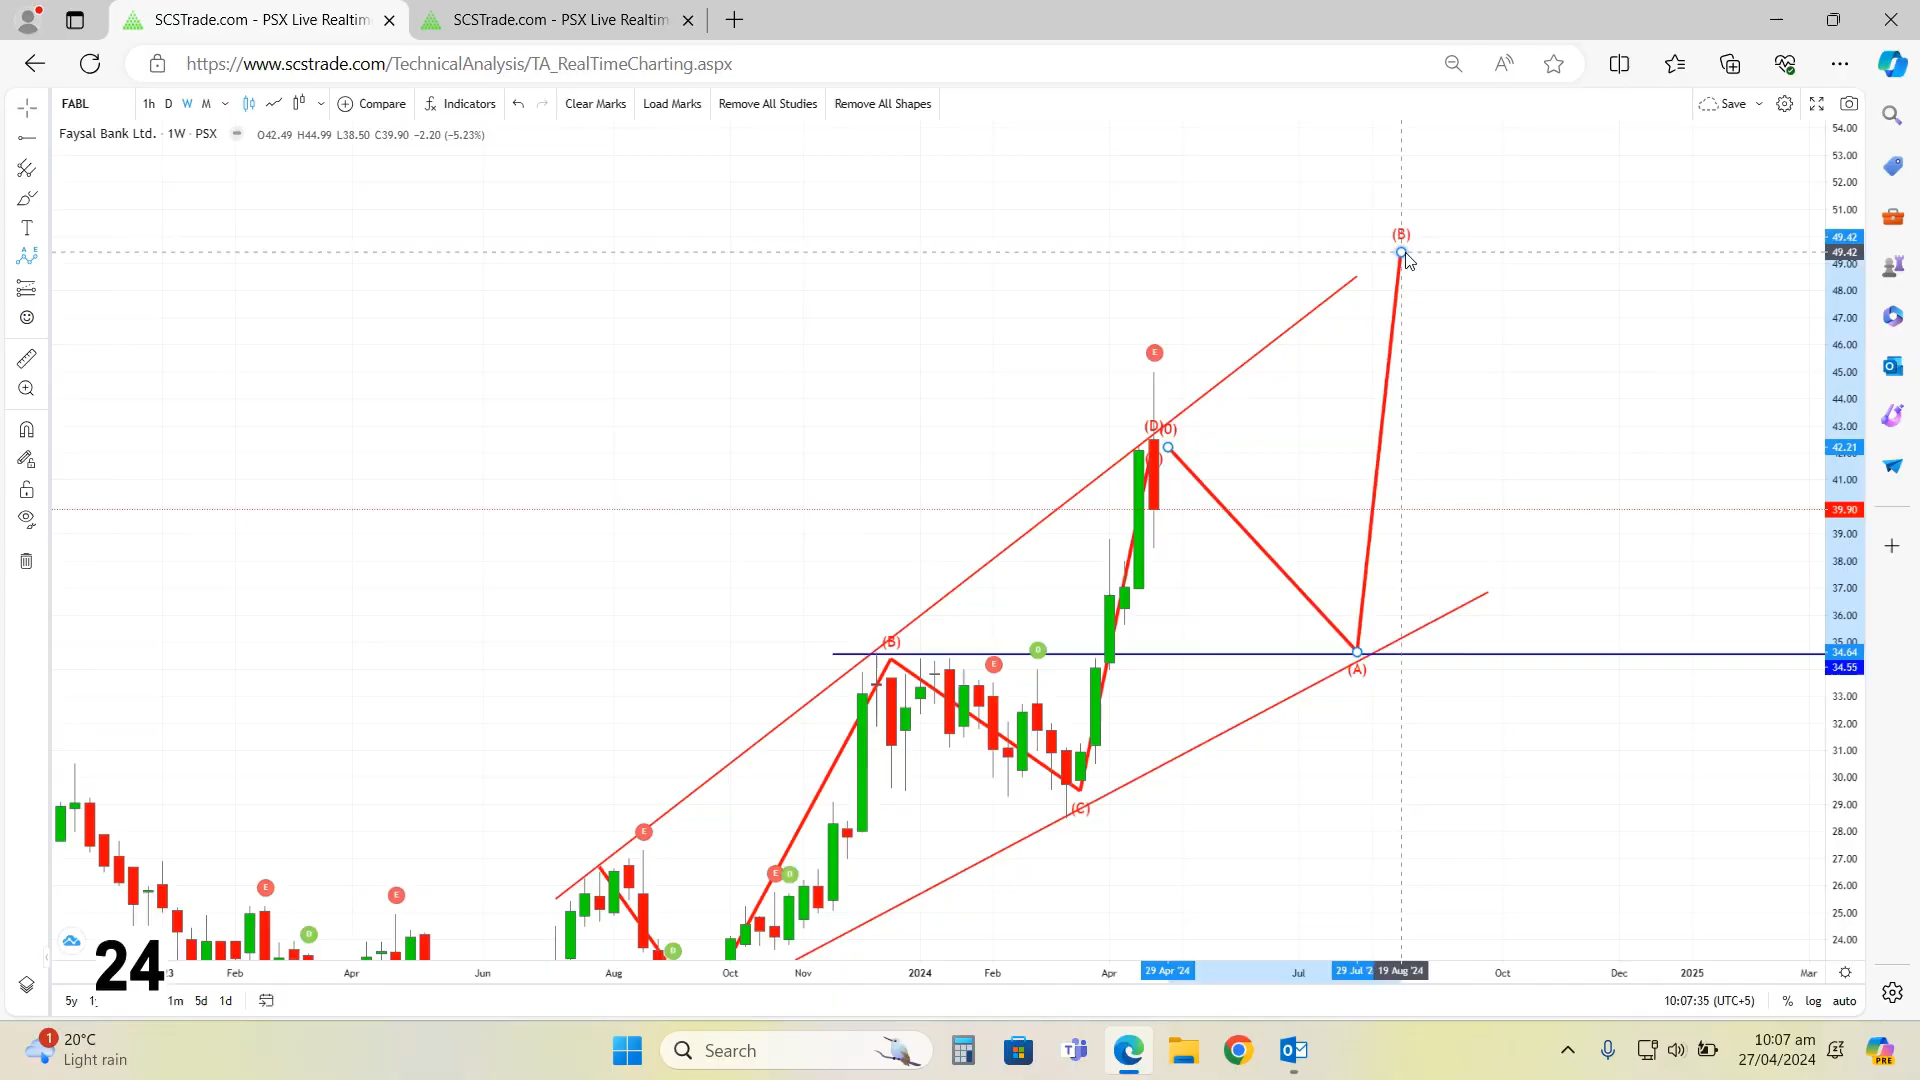 SCSTrade.com - PSX Live Realtim
SCSTrade.com - PSX Live Realtim
https://www.scstrade.com/TechnicalAnalysis/TA_RealTimeCharting.aspx
FABL 1h D W M Compare Indicators Clear Marks Load Marks Remove All Studies Remove All Shapes Save
Faysal Bank Ltd. · 1W · PSX O42.49 H44.99 L38.50 C39.90 −2.20 (−5.23%)
54.00
53.00
52.00
51.00
(B)
49.42
49.42
49.00
48.00
47.00
46.00
E
45.00
44.00
(D) (0)
43.00
42.21
41.00
39.90
39.00
38.00
37.00
36.00
(B)
35.00
D
34.64
E
34.55
(A)
33.00
32.00
31.00
30.00
29.00
(C)
28.00
E
27.00
E D
26.00
E
E
25.00
D
D
24.00
24
Feb Apr Jun Aug Oct Nov 2024 Feb Apr 29 Apr '24 Jul 29 Jul '2 19 Aug '24 Oct Dec 2025 Mar
5y 1m 5d 1d 10:07:35 (UTC+5) % log auto
1
20°C
Light rain
Search
10:07 am
27/04/2024
PRE